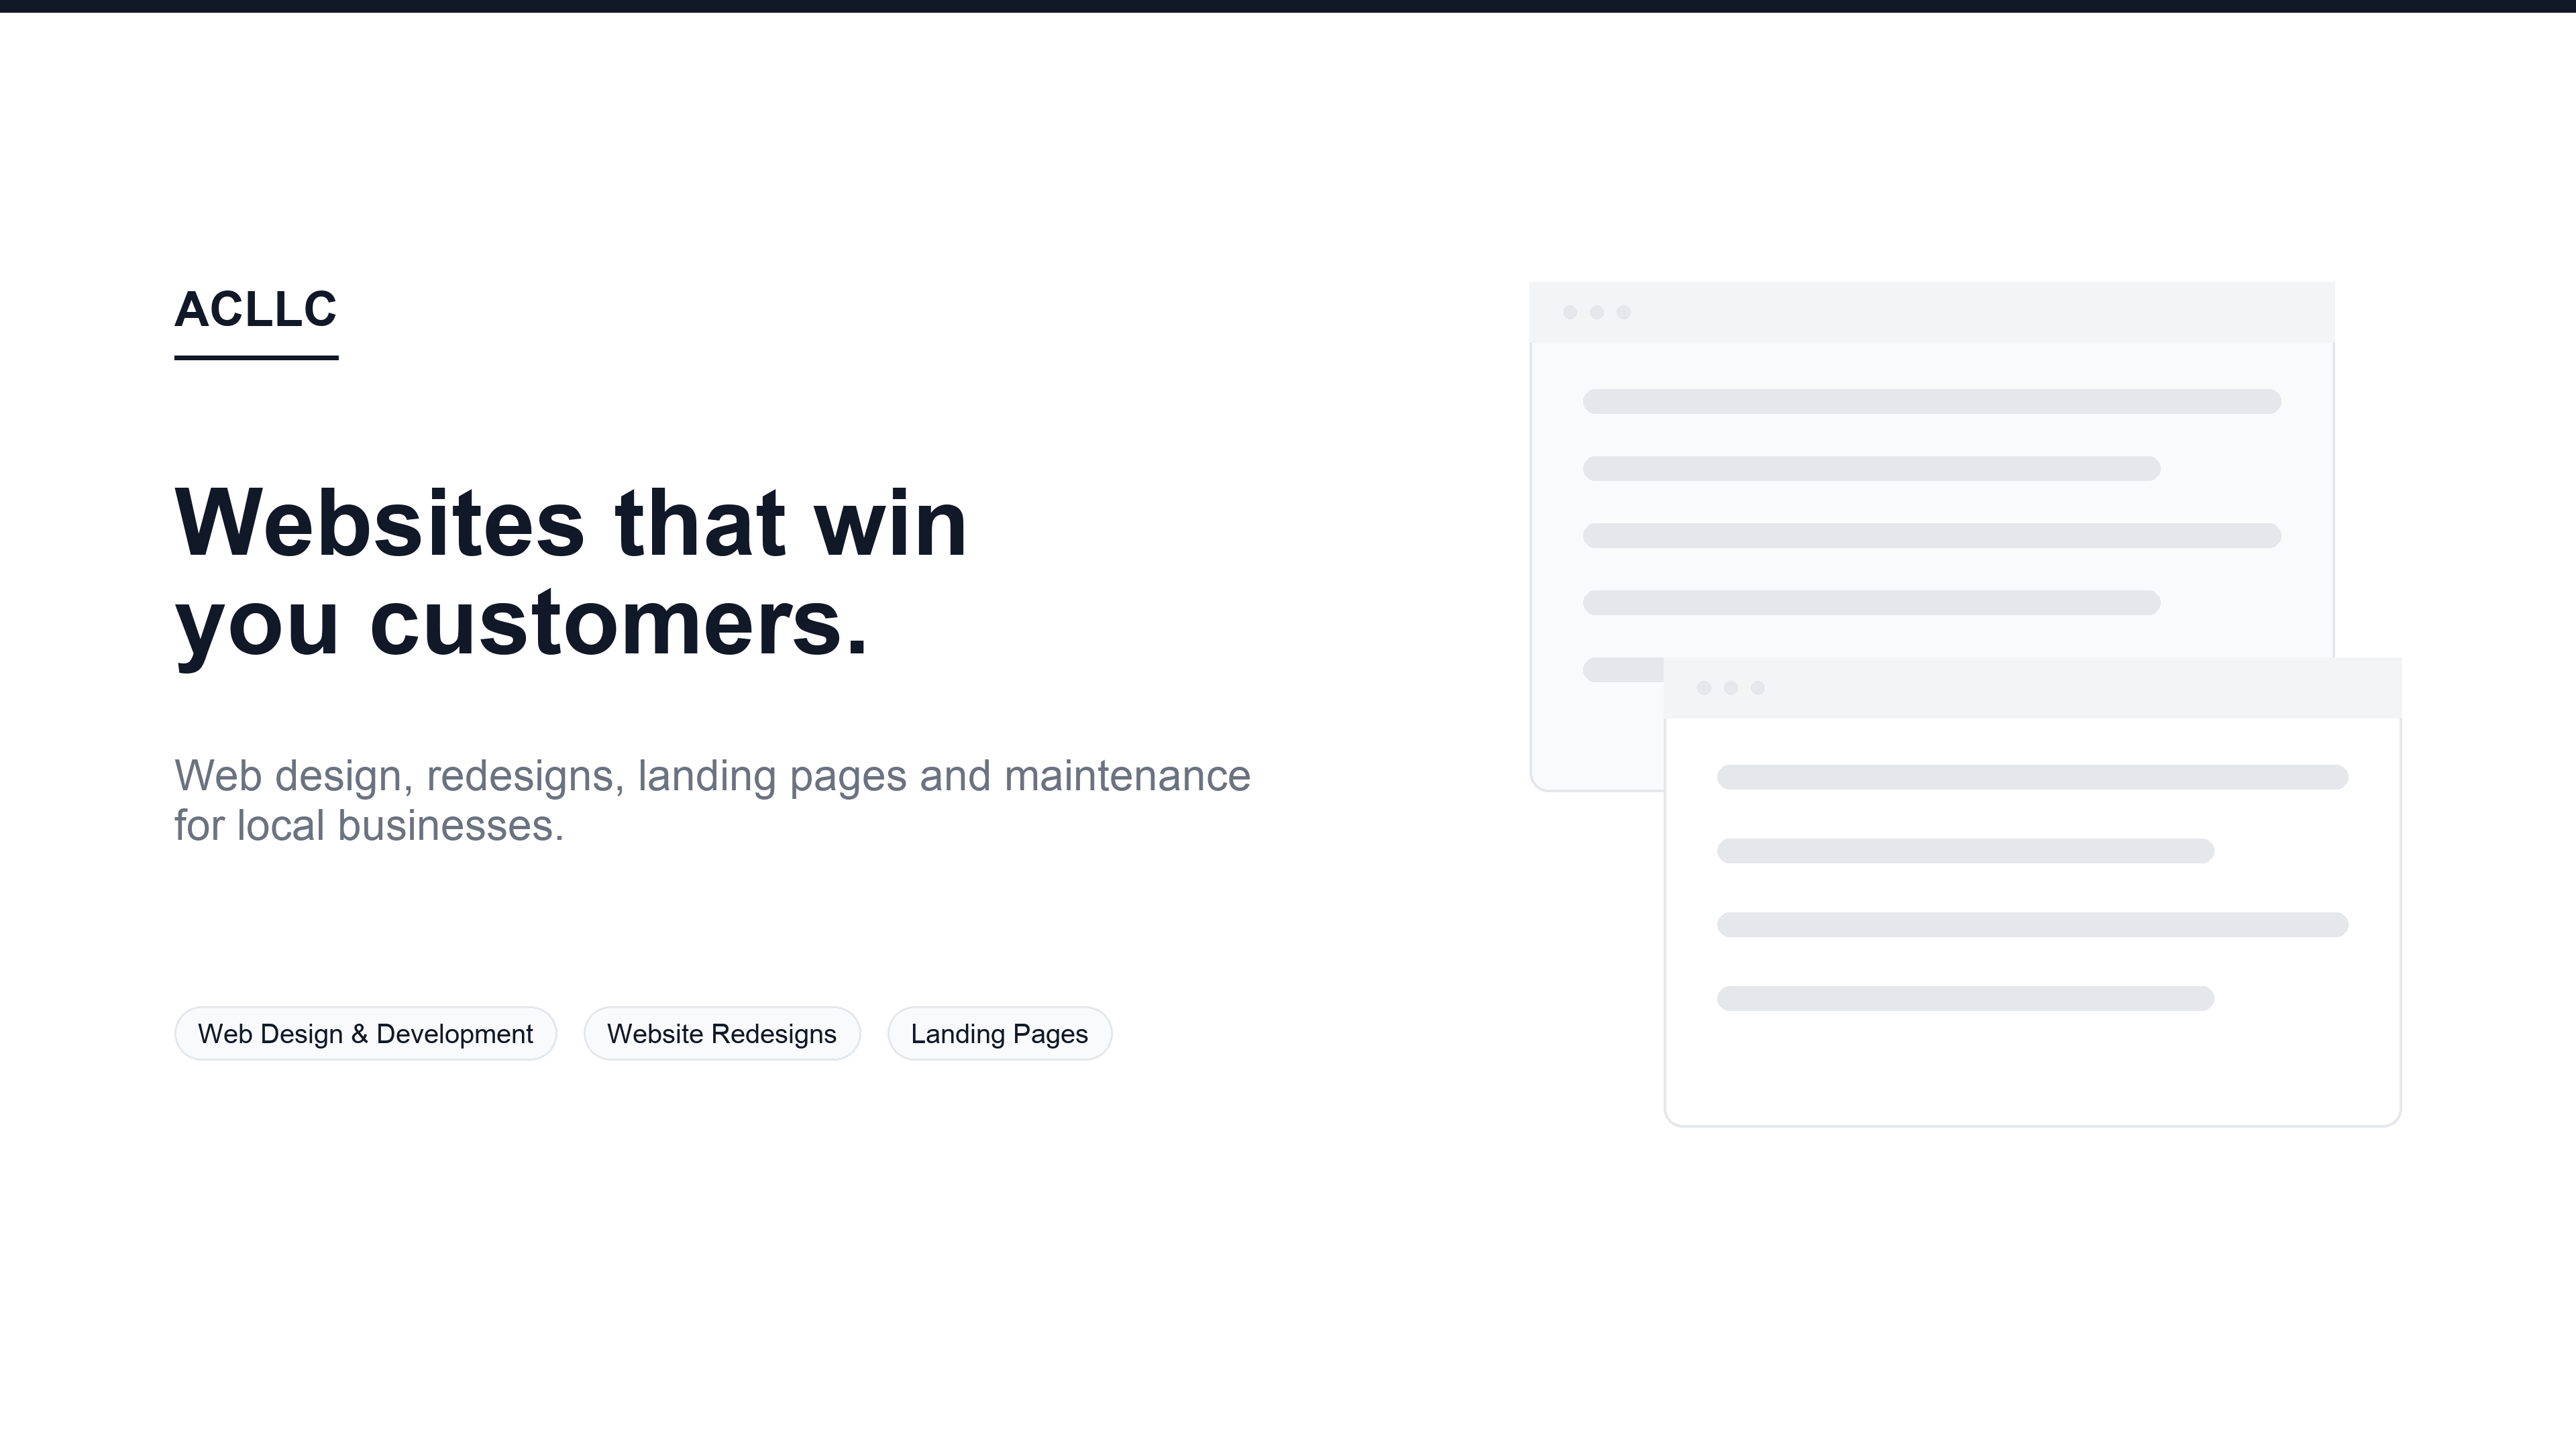 ACLLC
Websites that win
you customers.
Web design, redesigns, landing pages and maintenance
for local businesses.
Web Design & Development
Website Redesigns
Landing Pages